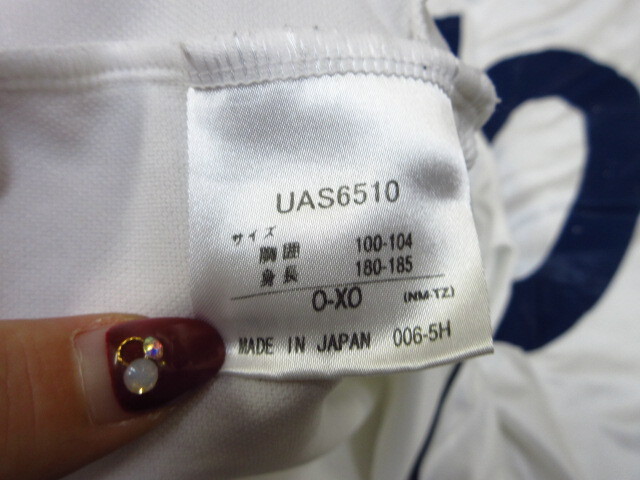 UAS6510
サイズ
胸囲 100-104
身長 180-185
O-XO (NM-TZ)
MADE IN JAPAN 006-5H